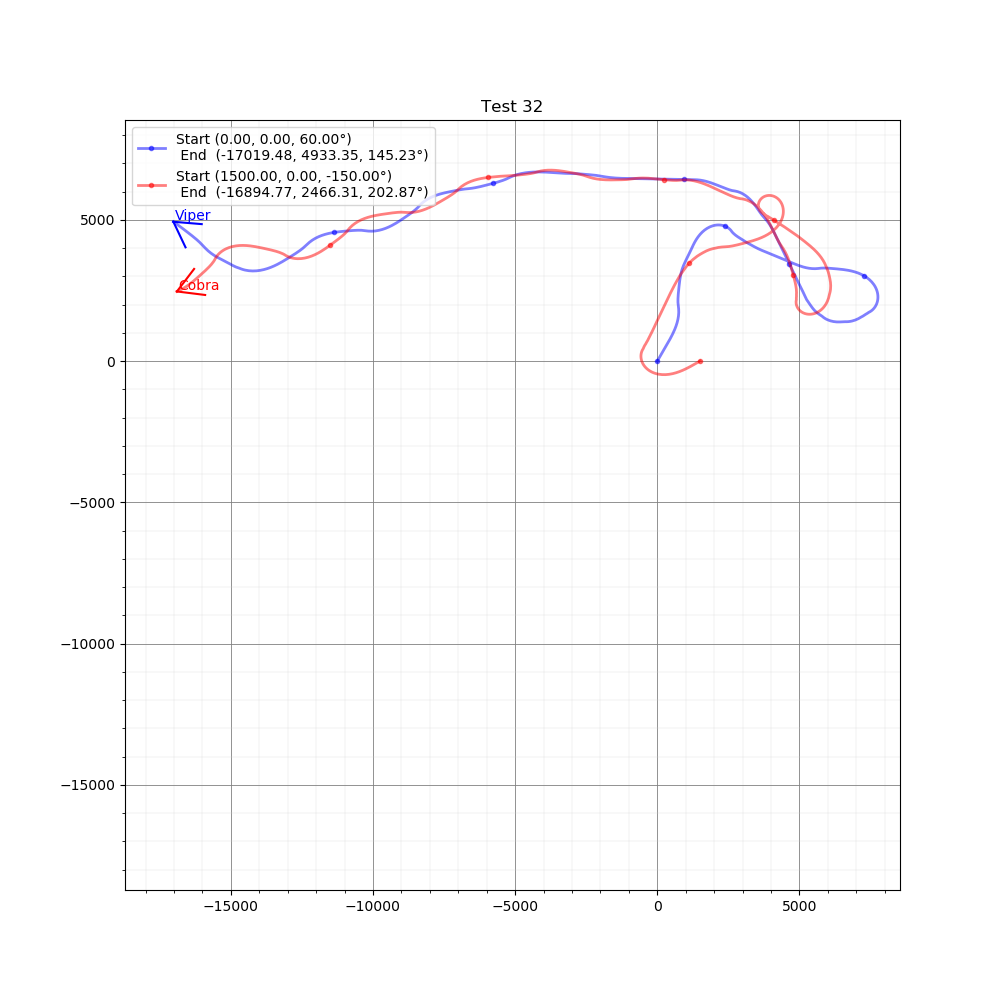 Test 32
Start (0.00, 0.00, 60.00°)
End (-17019.48, 4933.35, 145.23°)
Start (1500.00, 0.00, -150.00°)
End (-16894.77, 2466.31, 202.87°)
5000
Viper
Cobra
0
−5000
−10000
−15000
−15000 −10000 −5000 0 5000